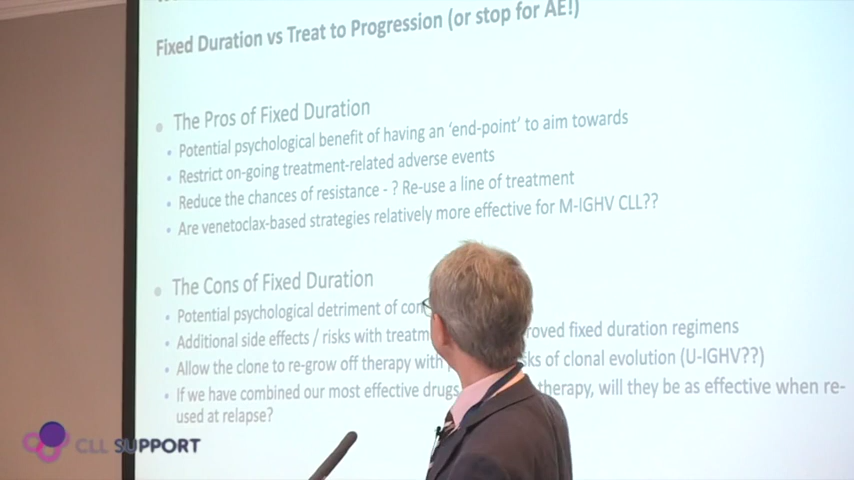 Fixed Duration vs Treat to Progression (or stop for AE!)
The Pros of Fixed Duration
Potential psychological benefit of having an 'end-point' to aim towards
Restrict on-going treatment-related adverse events
Reduce the chances of resistance - ? Re-use a line of treatment
Are venetoclax-based strategies relatively more effective for M-IGHV CLL??
The Cons of Fixed Duration
Potential psychological detriment of
Additional side effects / risks with fixed duration regimens
Allow the clone to re-grow off therapy with of clonal evolution (U-IGHV??)
If we have combined our most effective drugs therapy, will they be as effective when re-
used at relapse?
CLL SUPPORT